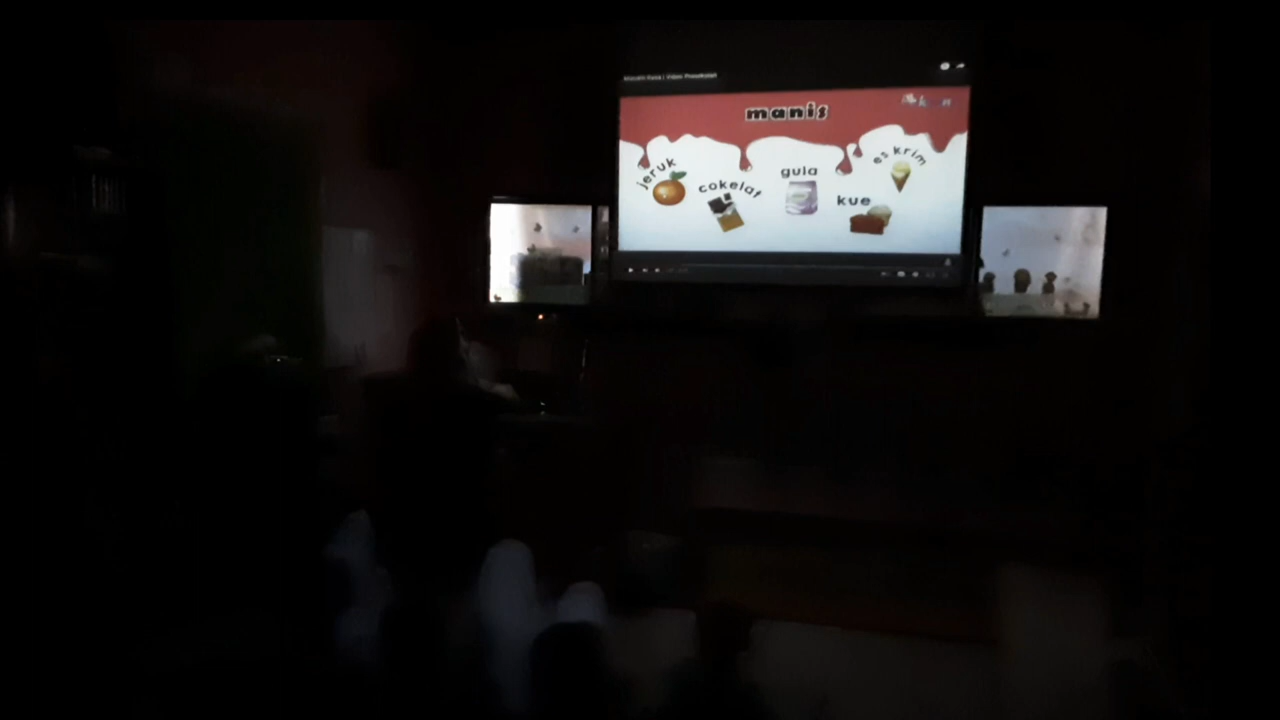 manis
jeruk
cokelat
gula
kue
es krim